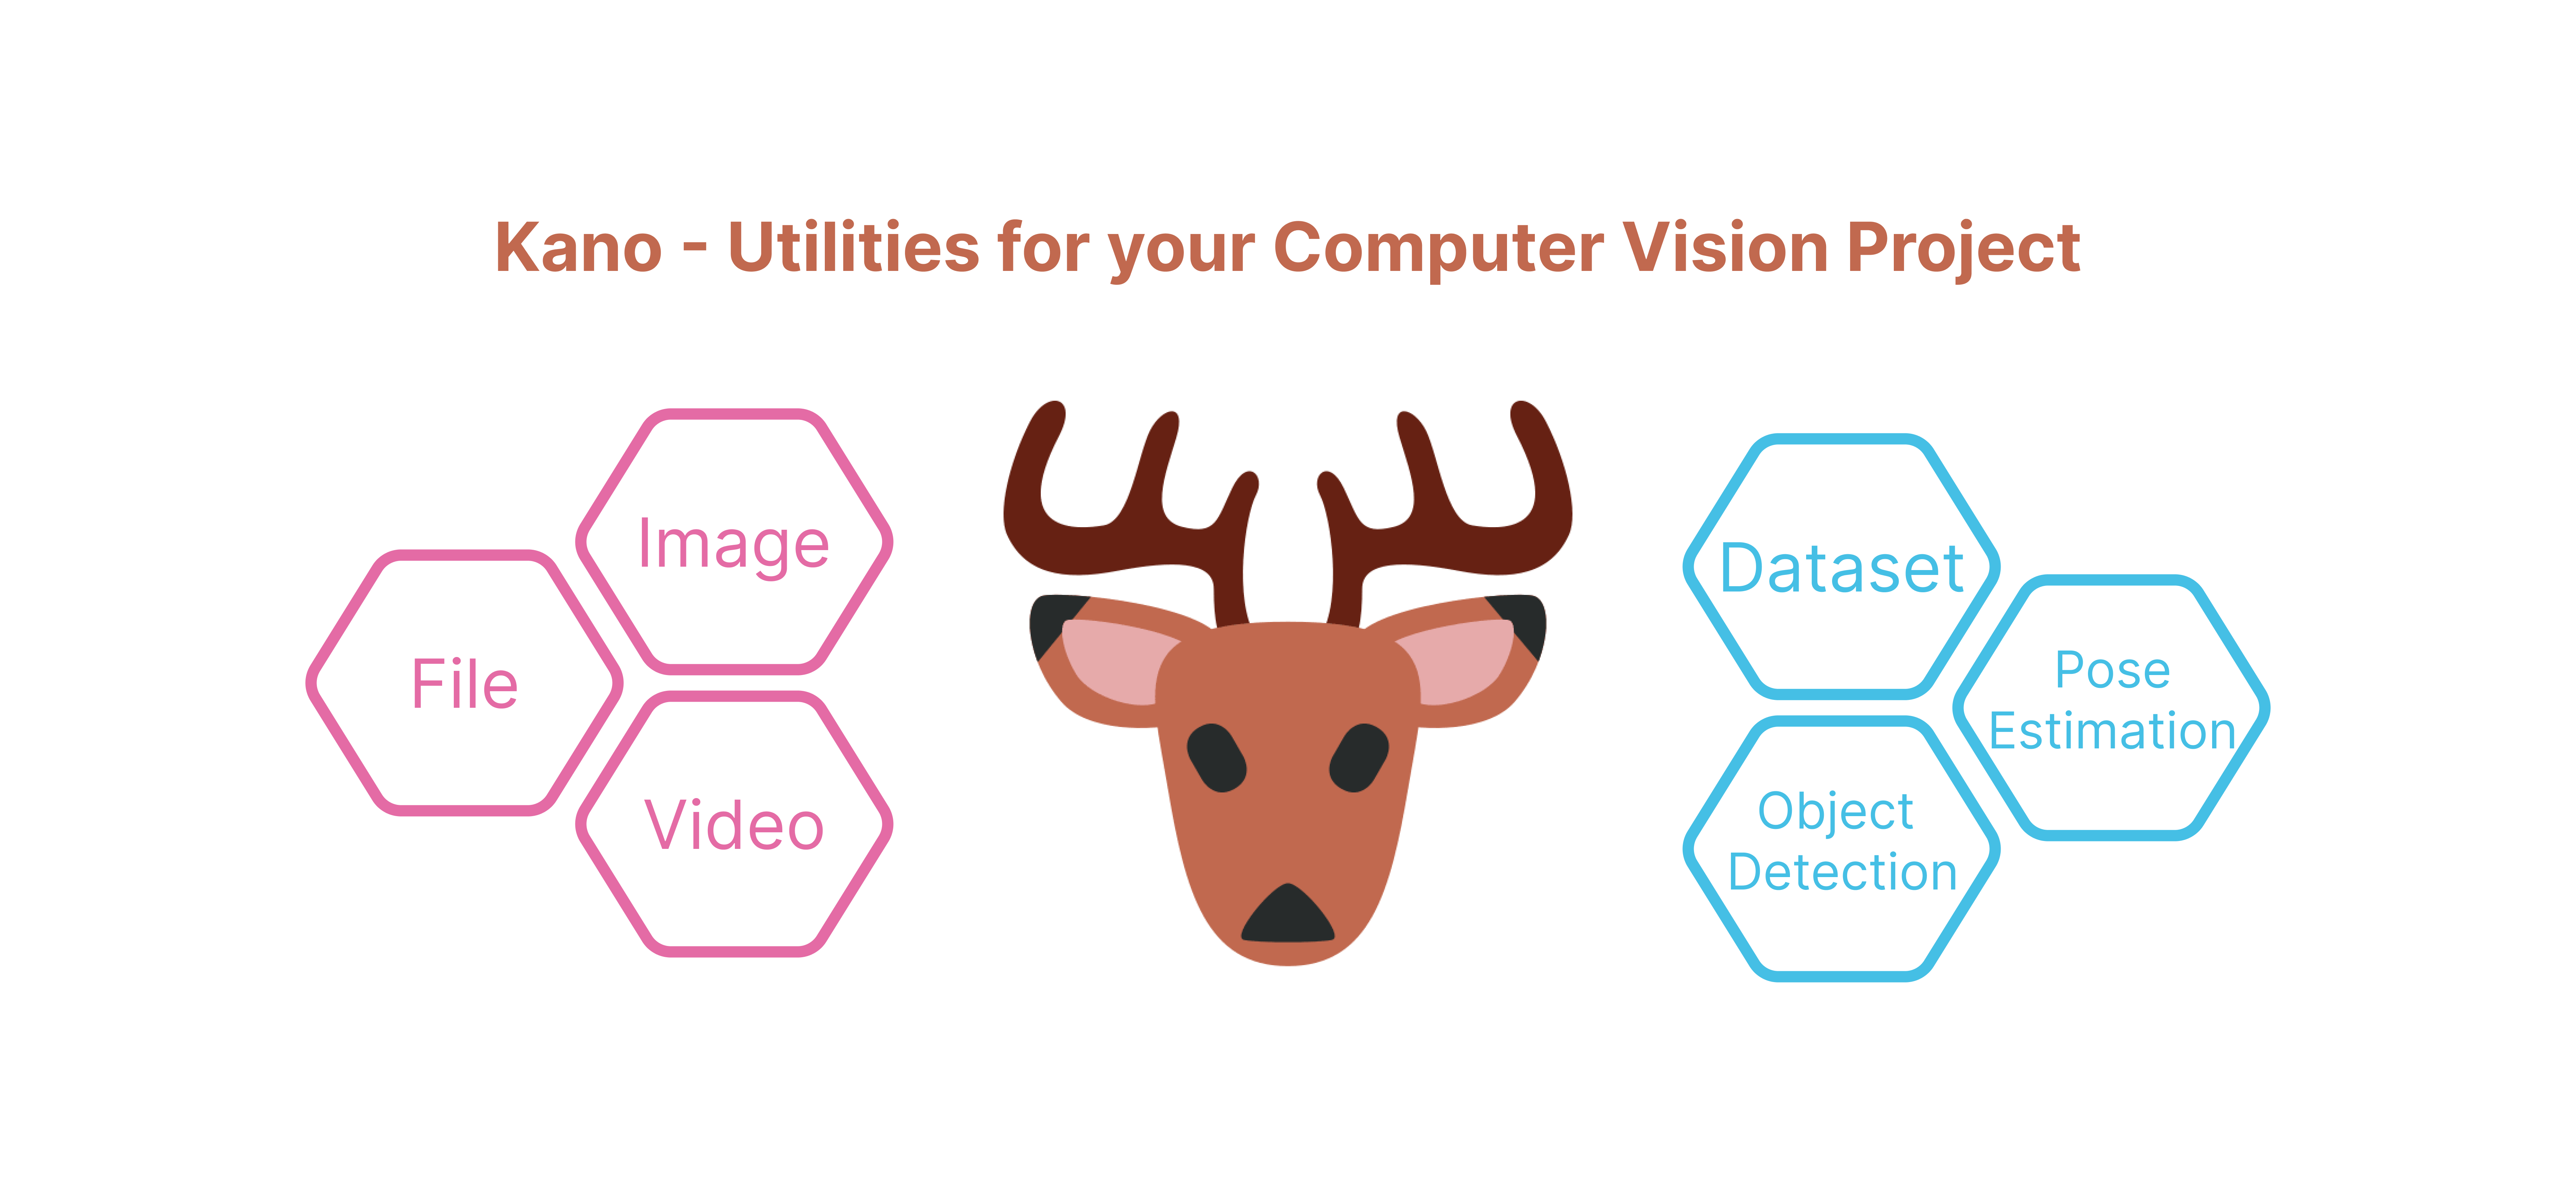 Kano - Utilities for your Computer Vision Project
Image
File
Video
Dataset
Pose
Estimation
Object
Detection